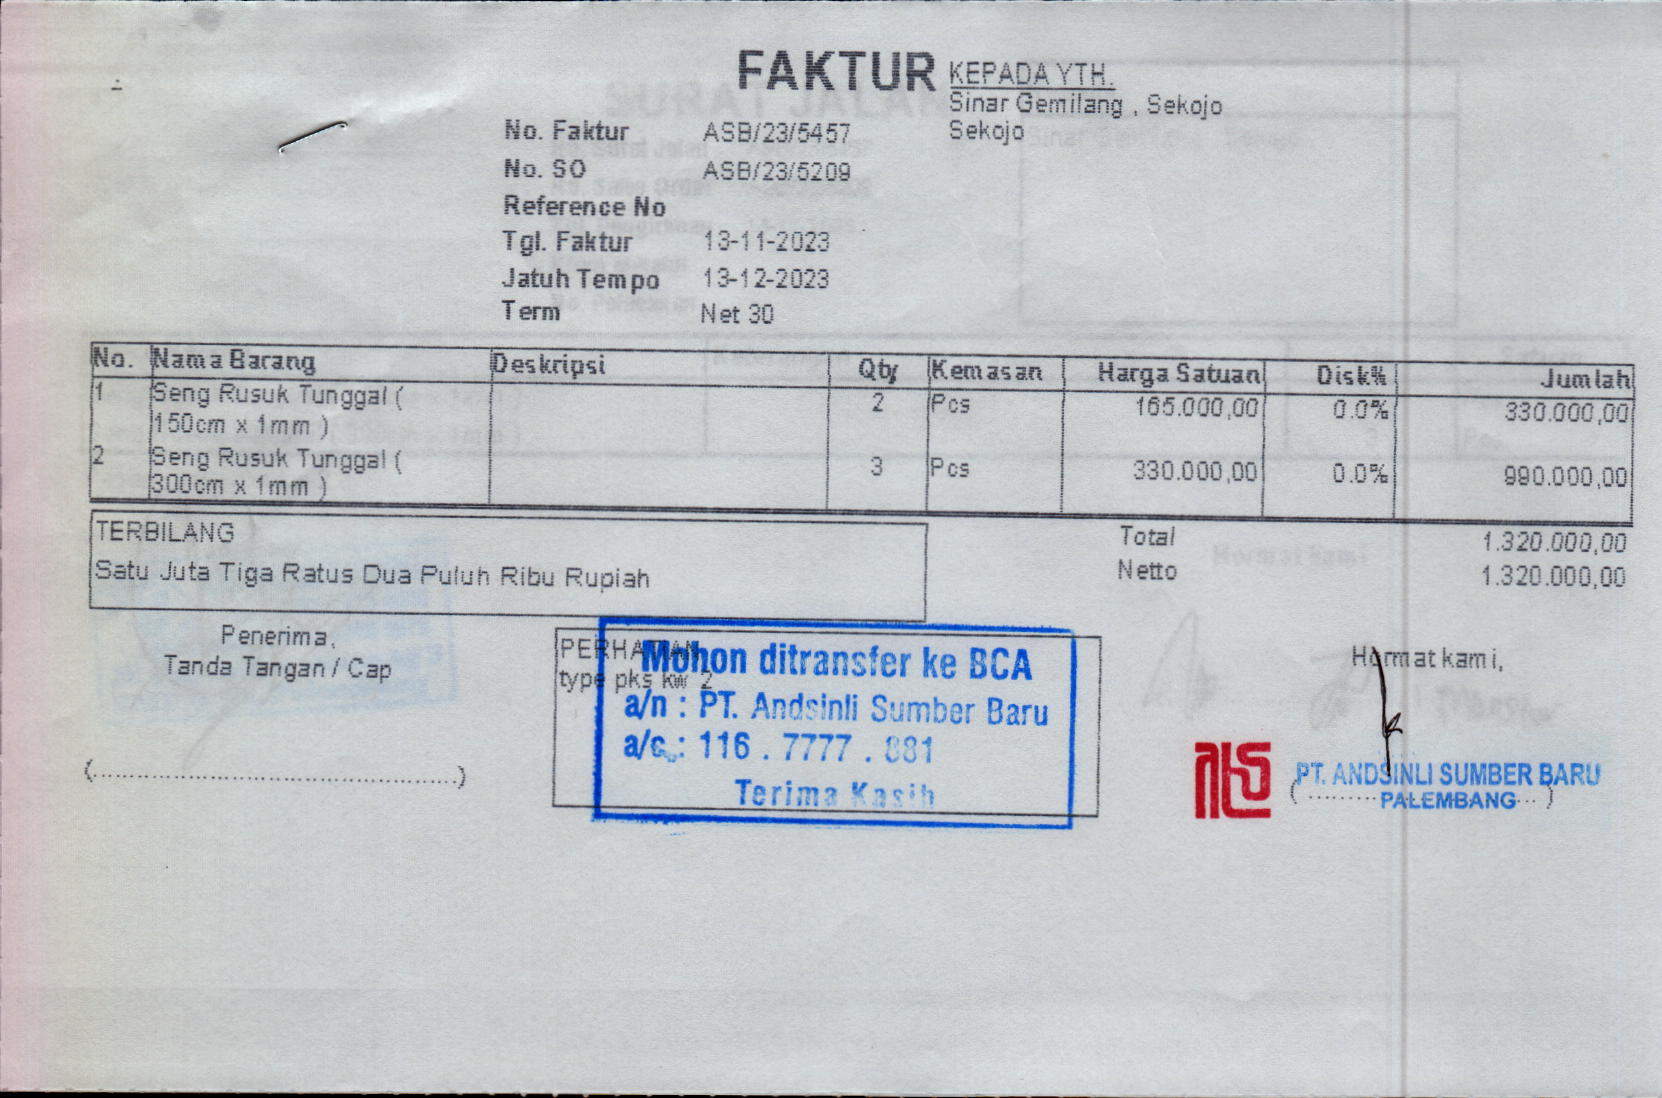 FAKTUR
KEPADA YTH.
Sinar Gemilang , Sekojo
Sekojo
No. Faktur ASB/23/5457
No. SO ASB/23/5209
Reference No
Tgl. Faktur 13-11-2023
Jatuh Tempo 13-12-2023
Term Net 30
No. Nama Barang Deskripsi Qty Kemasan Harga Satuan Disk% Jumlah
1 Seng Rusuk Tunggal ( 2 Pcs 165.000,00 0.0% 330.000,00
150cm x 1mm )
2 Seng Rusuk Tunggal ( 3 Pcs 330.000,00 0.0% 990.000,00
300cm x 1mm )
TERBILANG
Satu Juta Tiga Ratus Dua Puluh Ribu Rupiah
Total 1.320.000,00
Netto 1.320.000,00
Penerima,
Tanda Tangan / Cap
(............................................)
PERHATIAN
type pks kw 2
Mohon ditransfer ke BCA
a/n : PT. Andsinli Sumber Baru
a/c. : 116 . 7777 . 881
Terima Kasih
Hormat kami,
PT. ANDSINLI SUMBER BARU
PALEMBANG